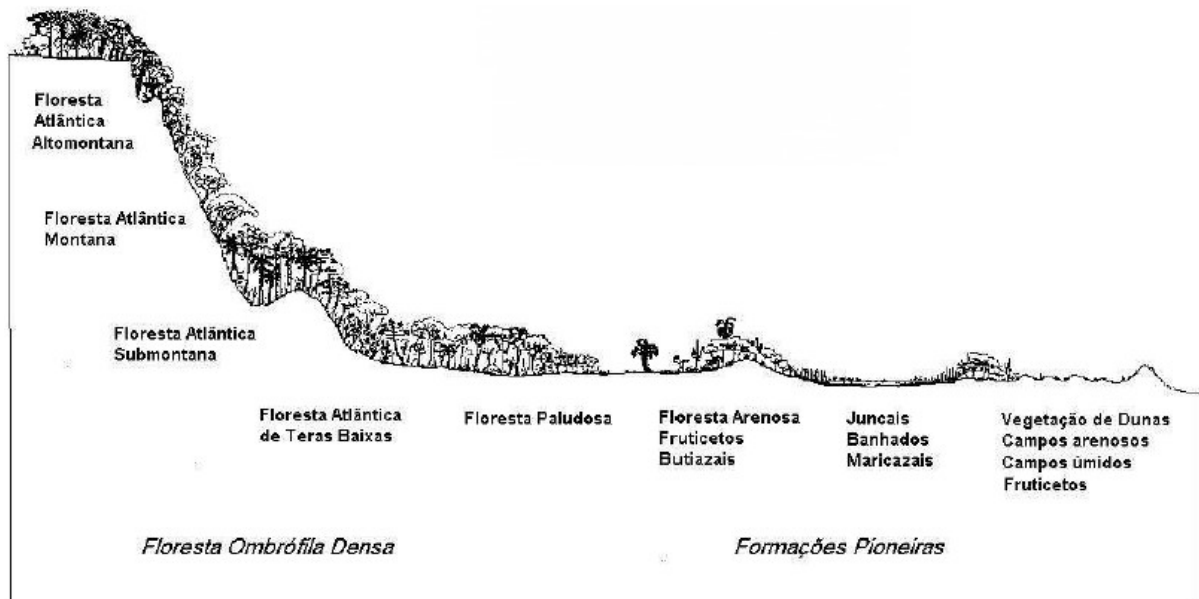 Floresta
Atlântica
Altomontana
Floresta Atlântica
Montana
Floresta Atlântica
Submontana
Floresta Atlântica
de Teras Baixas
Floresta Paludosa
Floresta Arenosa
Fruticetos
Butiazais
Juncais
Banhados
Maricazais
Vegetação de Dunas
Campos arenosos
Campos úmidos
Fruticetos
Floresta Ombrófila Densa
Formações Pioneiras